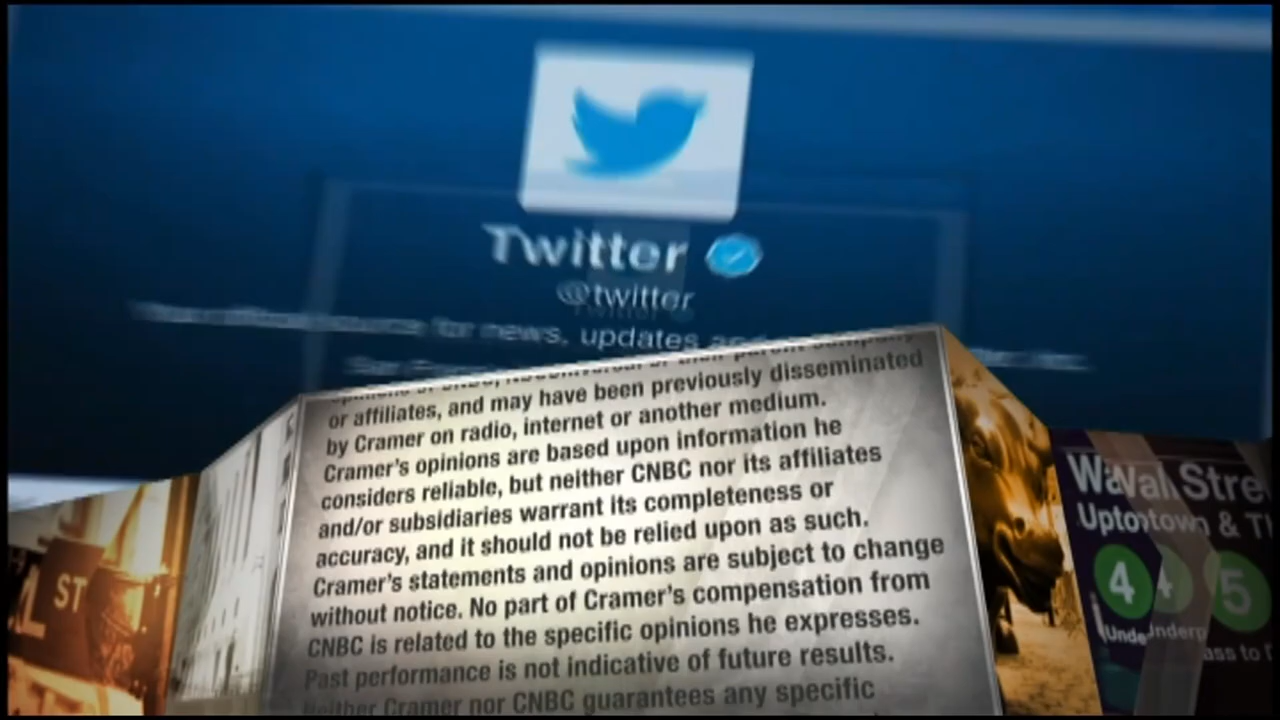 Twitter
@twitter
for news, updates
or affiliates, and may have been previously disseminated
by Cramer on radio, internet or another medium.
Cramer's opinions are based upon information he
considers reliable, but neither CNBC nor its affiliates
and/or subsidiaries warrant its completeness or
accuracy, and it should not be relied upon as such.
Cramer's statements and opinions are subject to change
without notice. No part of Cramer's compensation from
CNBC is related to the specific opinions he expresses.
Past performance is not indicative of future results.
Neither Cramer nor CNBC guarantees any specific
ST
Wall Stre
Uptown & Th
4
5